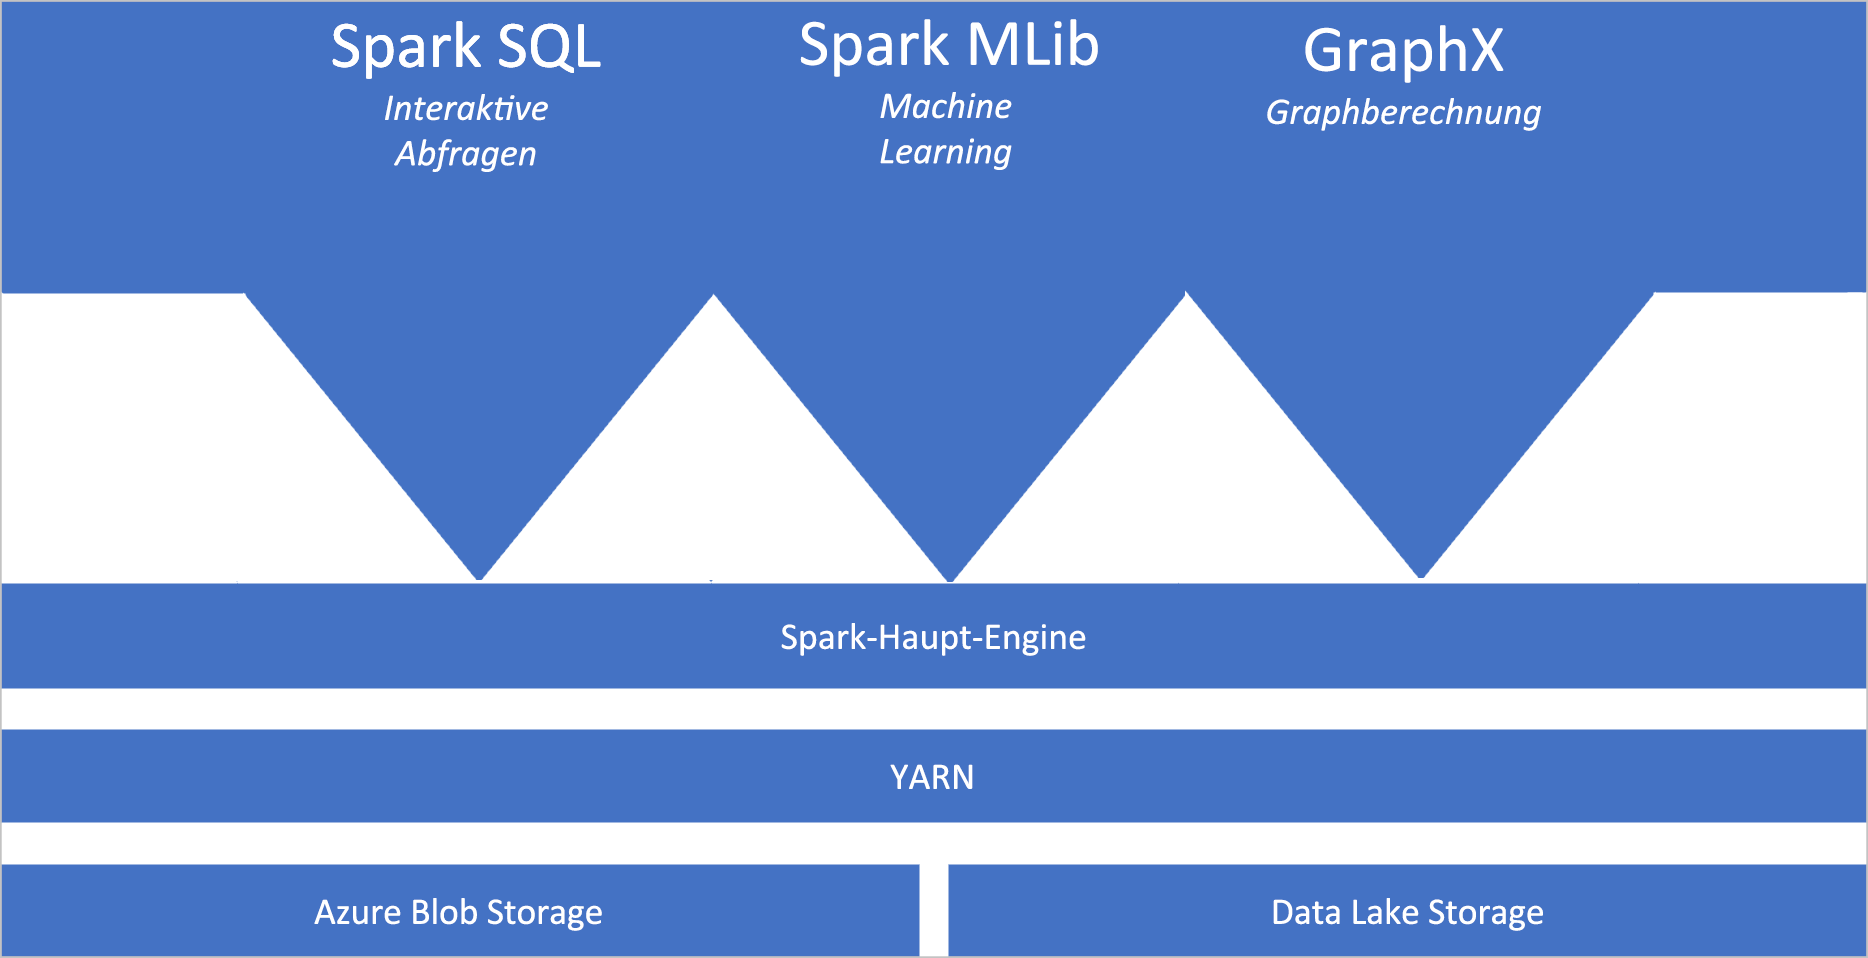 Spark SQL
Interaktive
Abfragen
Spark MLib
Machine
Learning
GraphX
Graphberechnung
Spark-Haupt-Engine
YARN
Azure Blob Storage
Data Lake Storage